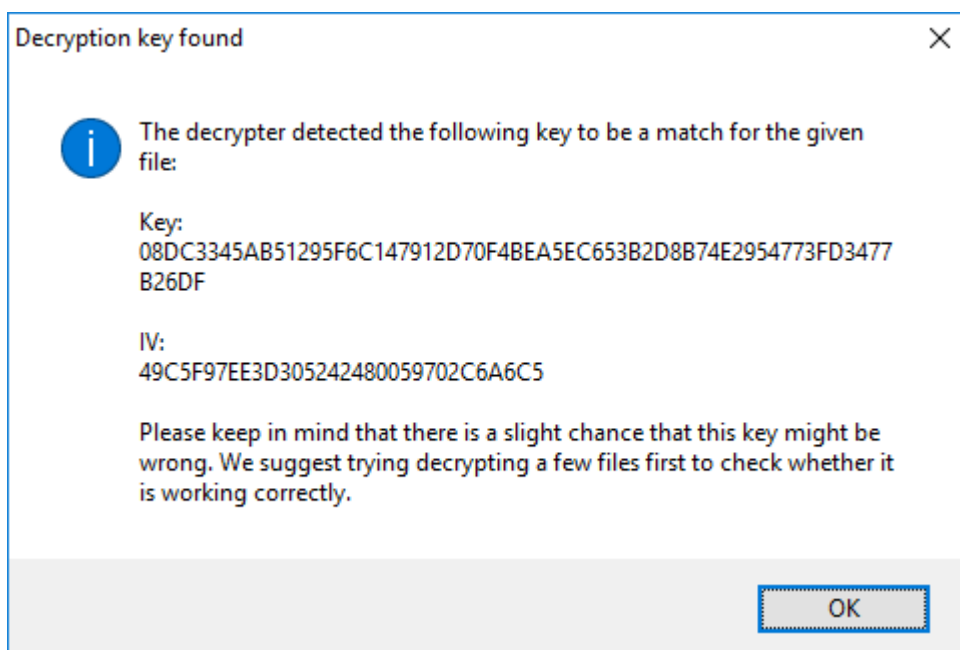 Decryption key found
The decrypter detected the following key to be a match for the given
file:
Key:
08DC3345AB51295F6C147912D70F4BEA5EC653B2D8B74E2954773FD3477
B26DF
IV:
49C5F97EE3D305242480059702C6A6C5
Please keep in mind that there is a slight chance that this key might be
wrong. We suggest trying decrypting a few files first to check whether it
is working correctly.
OK